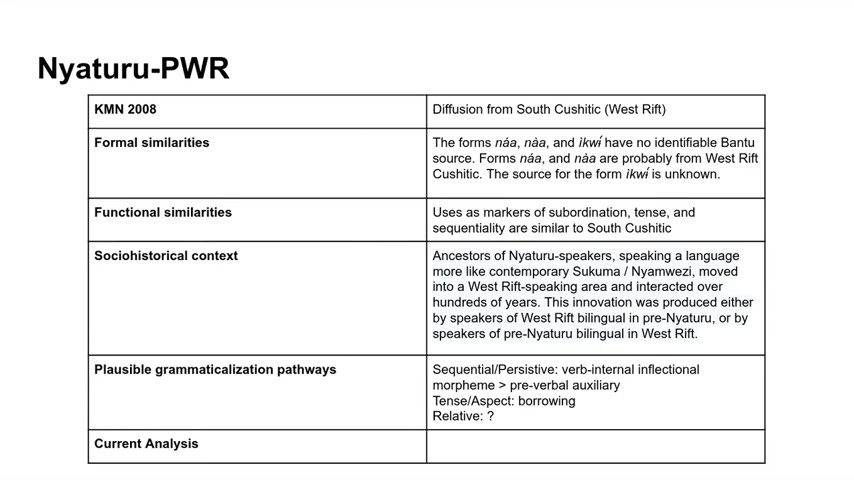 Nyaturu-PWR
KMN 2008
Diffusion from South Cushitic (West Rift)
Formal similarities
The forms náa, nàa, and ìkwɨ́ have no identifiable Bantu
source. Forms náa, and nàa are probably from West Rift
Cushitic. The source for the form ìkwɨ́ is unknown.
Functional similarities
Uses as markers of subordination, tense, and
sequentiality are similar to South Cushitic
Sociohistorical context
Ancestors of Nyaturu-speakers, speaking a language
more like contemporary Sukuma / Nyamwezi, moved
into a West Rift-speaking area and interacted over
hundreds of years. This innovation was produced either
by speakers of West Rift bilingual in pre-Nyaturu, or by
speakers of pre-Nyaturu bilingual in West Rift.
Plausible grammaticalization pathways
Sequential/Persistive: verb-internal inflectional
morpheme > pre-verbal auxiliary
Tense/Aspect: borrowing
Relative: ?
Current Analysis